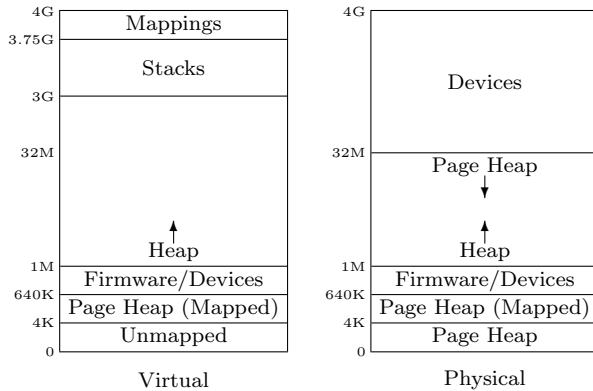 4G
Mappings
3.75G
Stacks
3G
32M
Heap
1M
Firmware/Devices
640K
Page Heap (Mapped)
4K
Unmapped
0
Virtual
4G
Devices
32M
Page Heap
Heap
1M
Firmware/Devices
640K
Page Heap (Mapped)
4K
Page Heap
0
Physical